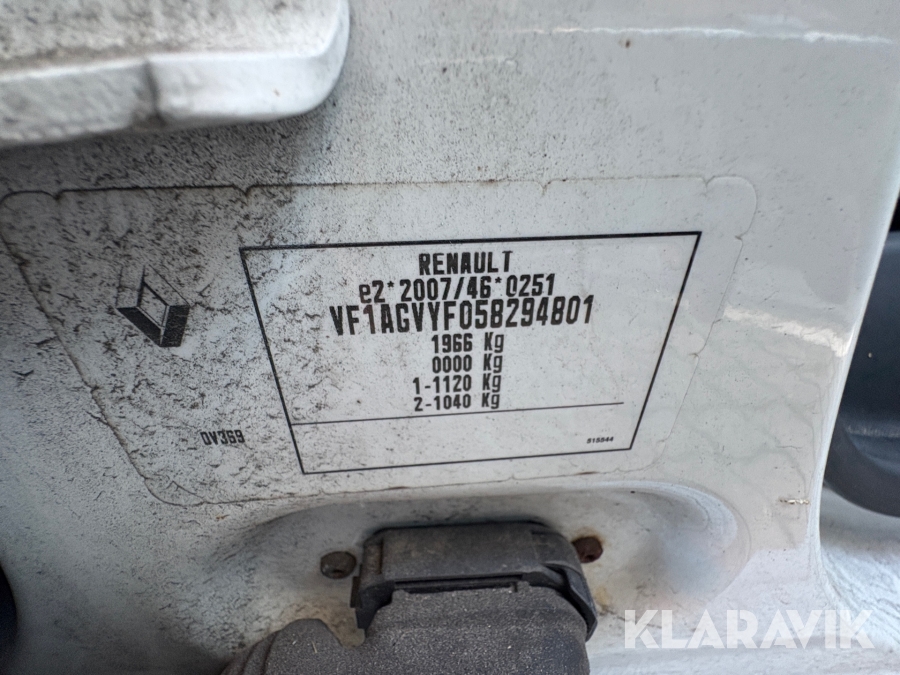 RENAULT
e2*2007/46*0251
VF1AGVYF058294801
1966 Kg
0000 Kg
1-1120 Kg
2-1040 Kg
DV369
515844
KLARAVIK